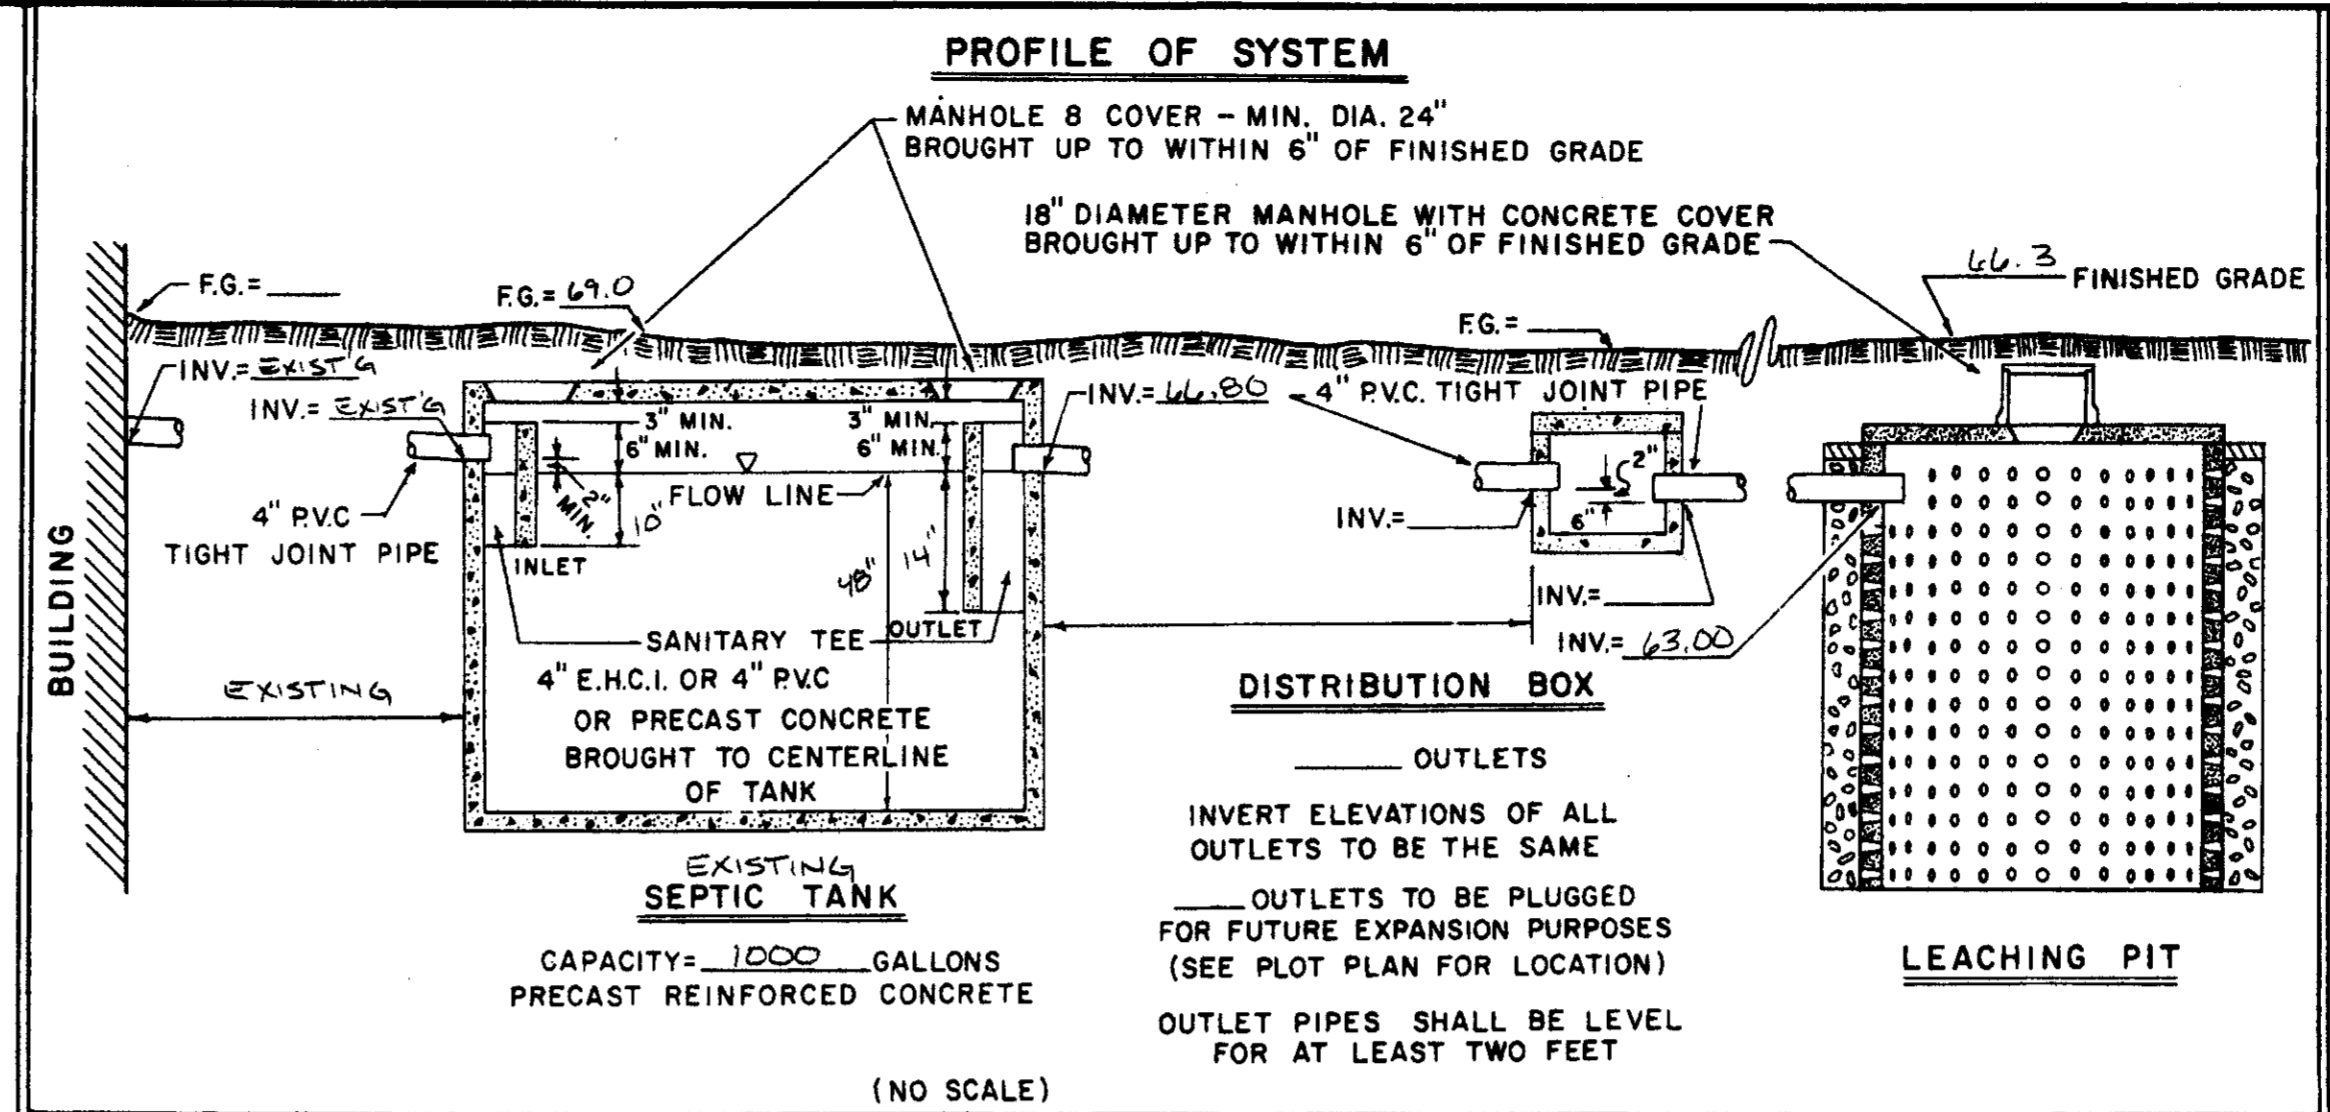 PROFILE OF SYSTEM
MANHOLE 8 COVER - MIN. DIA. 24"
BROUGHT UP TO WITHIN 6" OF FINISHED GRADE
18" DIAMETER MANHOLE WITH CONCRETE COVER
BROUGHT UP TO WITHIN 6" OF FINISHED GRADE
F.G.= ____
F.G.= 69.0
F.G.= ____
66.3 FINISHED GRADE
INV.= EXIST'G
INV.= EXIST'G
INV.= 66.80
4" P.V.C. TIGHT JOINT PIPE
3" MIN.
6" MIN.
3" MIN.
6" MIN.
2" MIN.
10"
FLOW LINE
14"
48"
4" P.V.C
TIGHT JOINT PIPE
INLET
OUTLET
2"
6"
INV.= ____
INV.= ____
INV.= 63.00
BUILDING
EXISTING
SANITARY TEE
4" E.H.C.I. OR 4" P.V.C
OR PRECAST CONCRETE
BROUGHT TO CENTERLINE
OF TANK
EXISTING
SEPTIC TANK
CAPACITY= 1000 GALLONS
PRECAST REINFORCED CONCRETE
DISTRIBUTION BOX
____ OUTLETS
INVERT ELEVATIONS OF ALL
OUTLETS TO BE THE SAME
____ OUTLETS TO BE PLUGGED
FOR FUTURE EXPANSION PURPOSES
(SEE PLOT PLAN FOR LOCATION)
OUTLET PIPES SHALL BE LEVEL
FOR AT LEAST TWO FEET
LEACHING PIT
(NO SCALE)